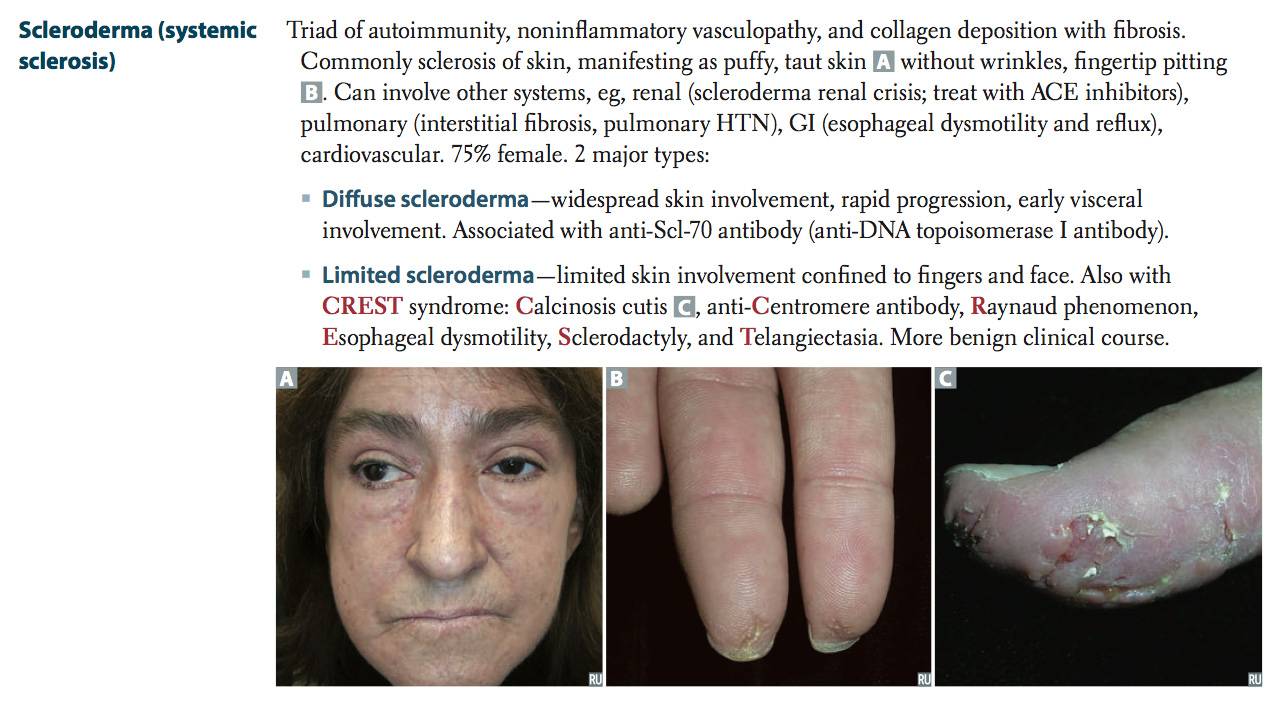 Scleroderma (systemic
sclerosis)
Triad of autoimmunity, noninflammatory vasculopathy, and collagen deposition with fibrosis.
Commonly sclerosis of skin, manifesting as puffy, taut skin A without wrinkles, fingertip pitting
B. Can involve other systems, eg, renal (scleroderma renal crisis; treat with ACE inhibitors),
pulmonary (interstitial fibrosis, pulmonary HTN), GI (esophageal dysmotility and reflux),
cardiovascular. 75% female. 2 major types:
▪ Diffuse scleroderma—widespread skin involvement, rapid progression, early visceral
involvement. Associated with anti-Scl-70 antibody (anti-DNA topoisomerase I antibody).
▪ Limited scleroderma—limited skin involvement confined to fingers and face. Also with
CREST syndrome: Calcinosis cutis C, anti-Centromere antibody, Raynaud phenomenon,
Esophageal dysmotility, Sclerodactyly, and Telangiectasia. More benign clinical course.
A B C
RU RU RU